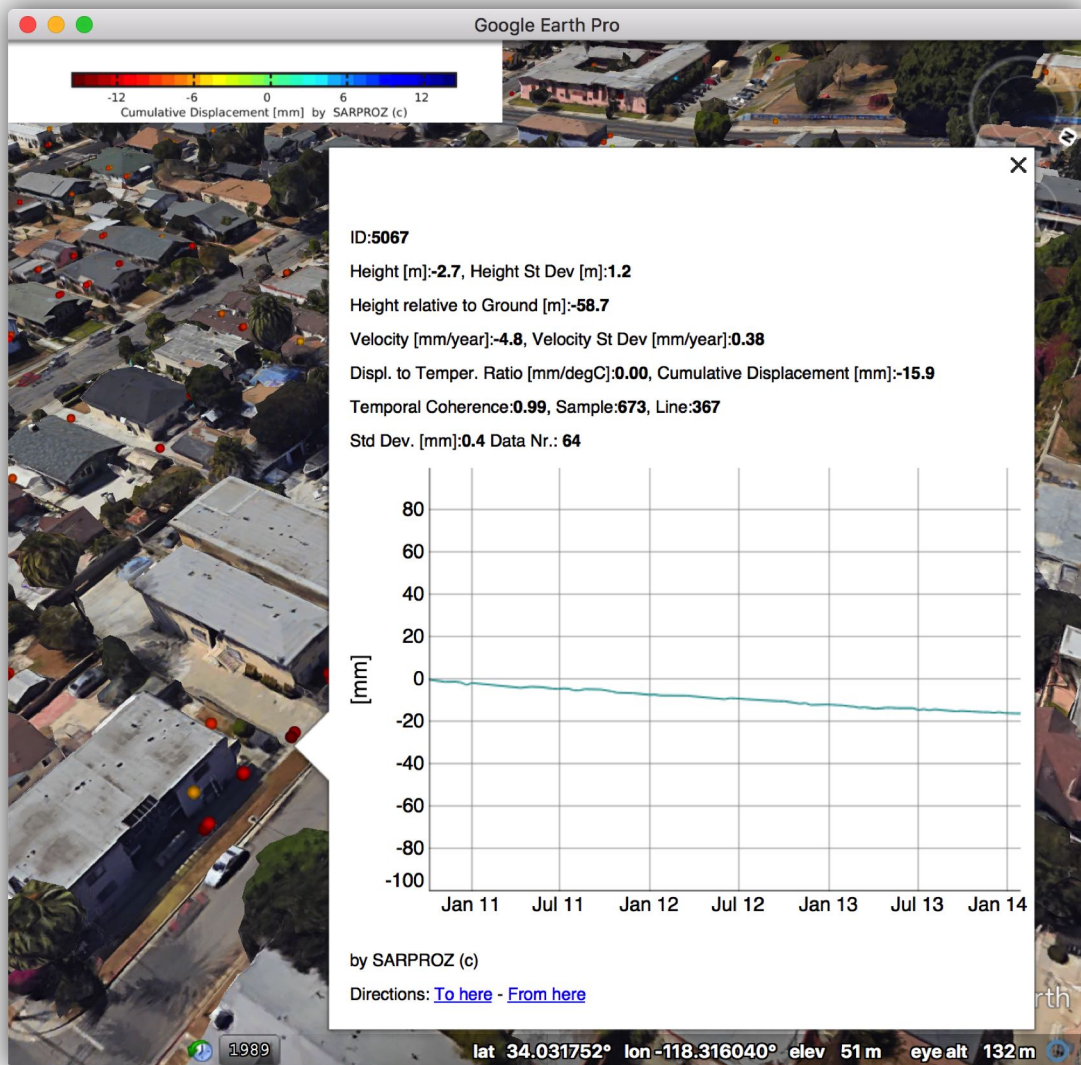 Google Earth Pro
-12 -6 0 6 12
Cumulative Displacement [mm] by SARPROZ (c)
N
ID:5067
Height [m]:-2.7, Height St Dev [m]:1.2
Height relative to Ground [m]:-58.7
Velocity [mm/year]:-4.8, Velocity St Dev [mm/year]:0.38
Displ. to Temper. Ratio [mm/degC]:0.00, Cumulative Displacement [mm]:-15.9
Temporal Coherence:0.99, Sample:673, Line:367
Std Dev. [mm]:0.4 Data Nr.: 64
80
60
40
20
0
-20
-40
-60
-80
-100
[mm]
Jan 11 Jul 11 Jan 12 Jul 12 Jan 13 Jul 13 Jan 14
by SARPROZ (c)
Directions: To here - From here
rth
1989
lat 34.031752° lon -118.316040° elev 51 m eye alt 132 m